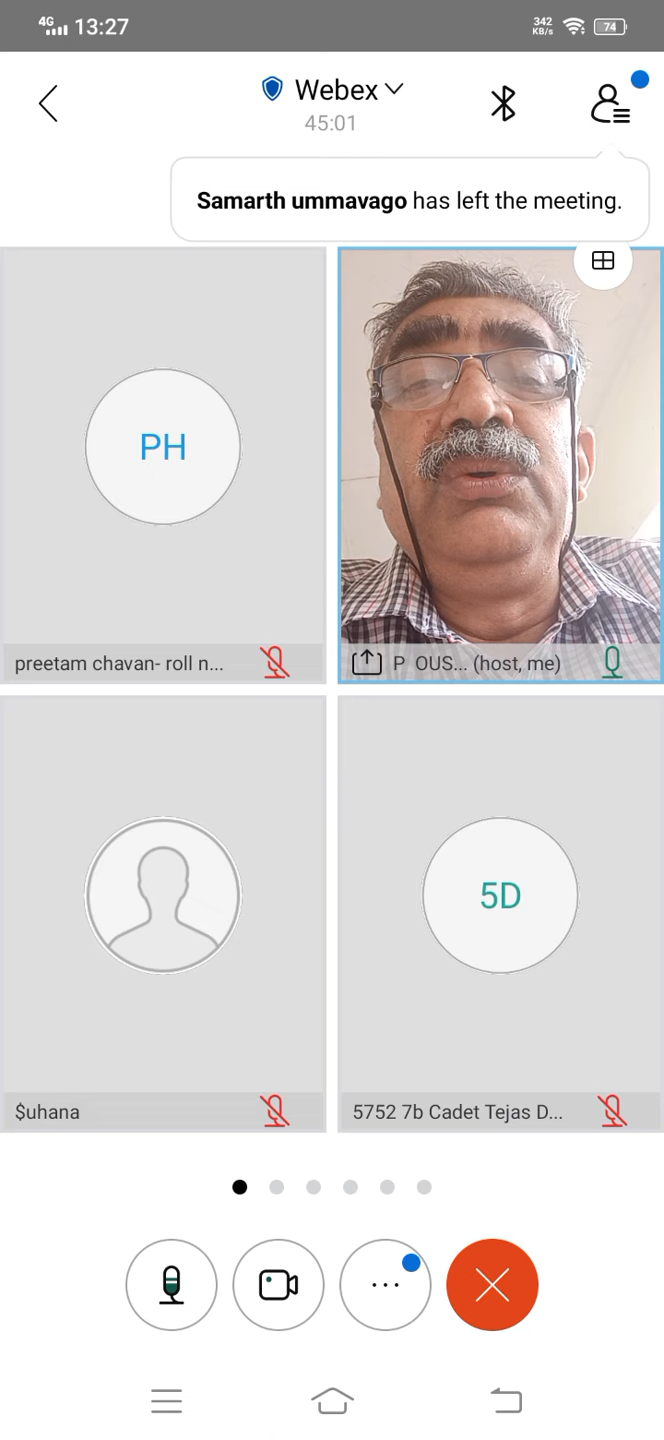 4G 13:27 342 KB/s 74
Webex
45:01
Samarth ummavago has left the meeting.
PH
preetam chavan- roll n...
P OUS... (host, me)
5D
$uhana
5752 7b Cadet Tejas D...